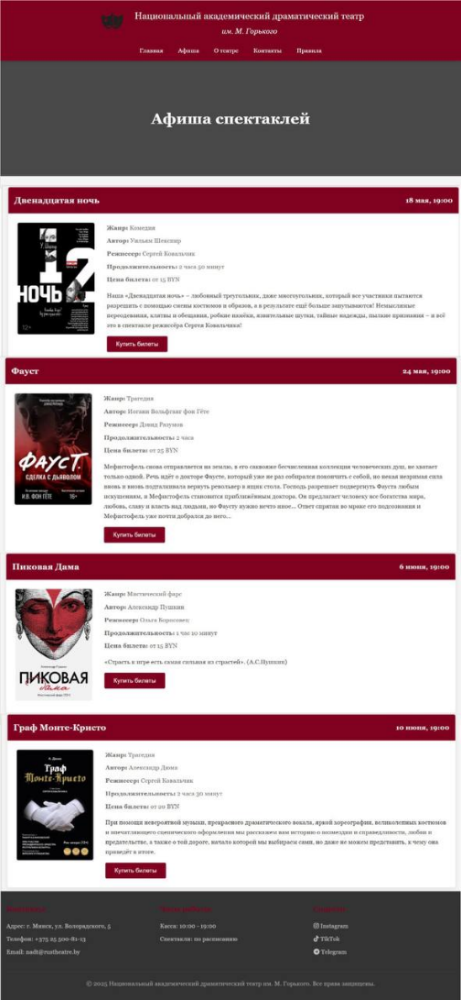 Национальный академический драматический театр
им. М. Горького
Главная Афиша О театре Контакты Правила
Афиша спектаклей
Двенадцатая ночь 18 мая, 19:00
У. Шекспир
12
НОЧЬ
12+
Жанр: Комедия
Автор: Уильям Шекспир
Режиссер: Сергей Ковальчик
Продолжительность: 2 часа 50 минут
Цена билета: от 15 BYN
Наша «Двенадцатая ночь» – любовный треугольник, даже многоугольник, который все участники пытаются
разрешить с помощью смены костюмов и образов, а в результате ещё больше запутываются! Немыслимые
переодевания, клятвы и обещания, робкие намёки, язвительные шутки, тайные надежды, пылкие признания – и всё
это в спектакле режиссёра Сергея Ковальчика!
Купить билеты
Фауст 24 мая, 19:00
ФАУСТ.
СДЕЛКА С ДЬЯВОЛОМ
И.В. ФОН ГЁТЕ 16+
Жанр: Трагедия
Автор: Иоганн Вольфганг фон Гёте
Режиссер: Дэвид Разумов
Продолжительность: 2 часа
Цена билета: от 25 BYN
Мефистофель снова отправляется на землю, в его саквояже бесчисленная коллекция человеческих душ, не хватает
только одной. Речь идёт о докторе Фаусте, который уже не раз собирался покончить с собой, но некая незримая сила
вновь и вновь подталкивала вернуть револьвер в ящик стола. Господь разрешает подвергнуть Фауста любым
искушениям, и Мефистофель становится приближённым доктора. Он предлагает человеку все богатства мира,
любовь, славу и власть над людьми, но Фаусту нужно нечто иное... Ответ спрятан во мраке его подсознания и
Мефистофель уже почти добрался до него...
Купить билеты
Пиковая Дама 6 июня, 19:00
Александр Пушкин
ПИКОВАЯ
дама
Жанр: Мистический фарс
Автор: Александр Пушкин
Режиссер: Ольга Борисовец
Продолжительность: 1 час 10 минут
Цена билета: от 15 BYN
«Страсть к игре есть самая сильная из страстей». (А.С.Пушкин)
Купить билеты
Граф Монте-Кристо 10 июня, 19:00
А. Дюма
Граф
Монте-Кристо
Жанр: Трагедия
Автор: Александр Дюма
Режиссер: Сергей Ковальчик
Продолжительность: 2 часа 30 минут
Цена билета: от 20 BYN
При помощи невероятной музыки, прекрасного драматического вокала, яркой хореографии, великолепных костюмов
и впечатляющего сценического оформления мы расскажем вам историю о возмездии и справедливости, любви и
предательстве, а также о той дороге, начало которой мы выбираем сами, но даже не можем представить, к чему она
приведёт в итоге.
Купить билеты
Адрес: г. Минск, ул. Володарского, 5 Касса: 10:00 - 19:00 Instagram
Телефон: +375 25 500-81-13 Спектакли: по расписанию TikTok
Email: nadt@rustheatre.by Telegram
© 2025 Национальный академический драматический театр им. М. Горького. Все права защищены.